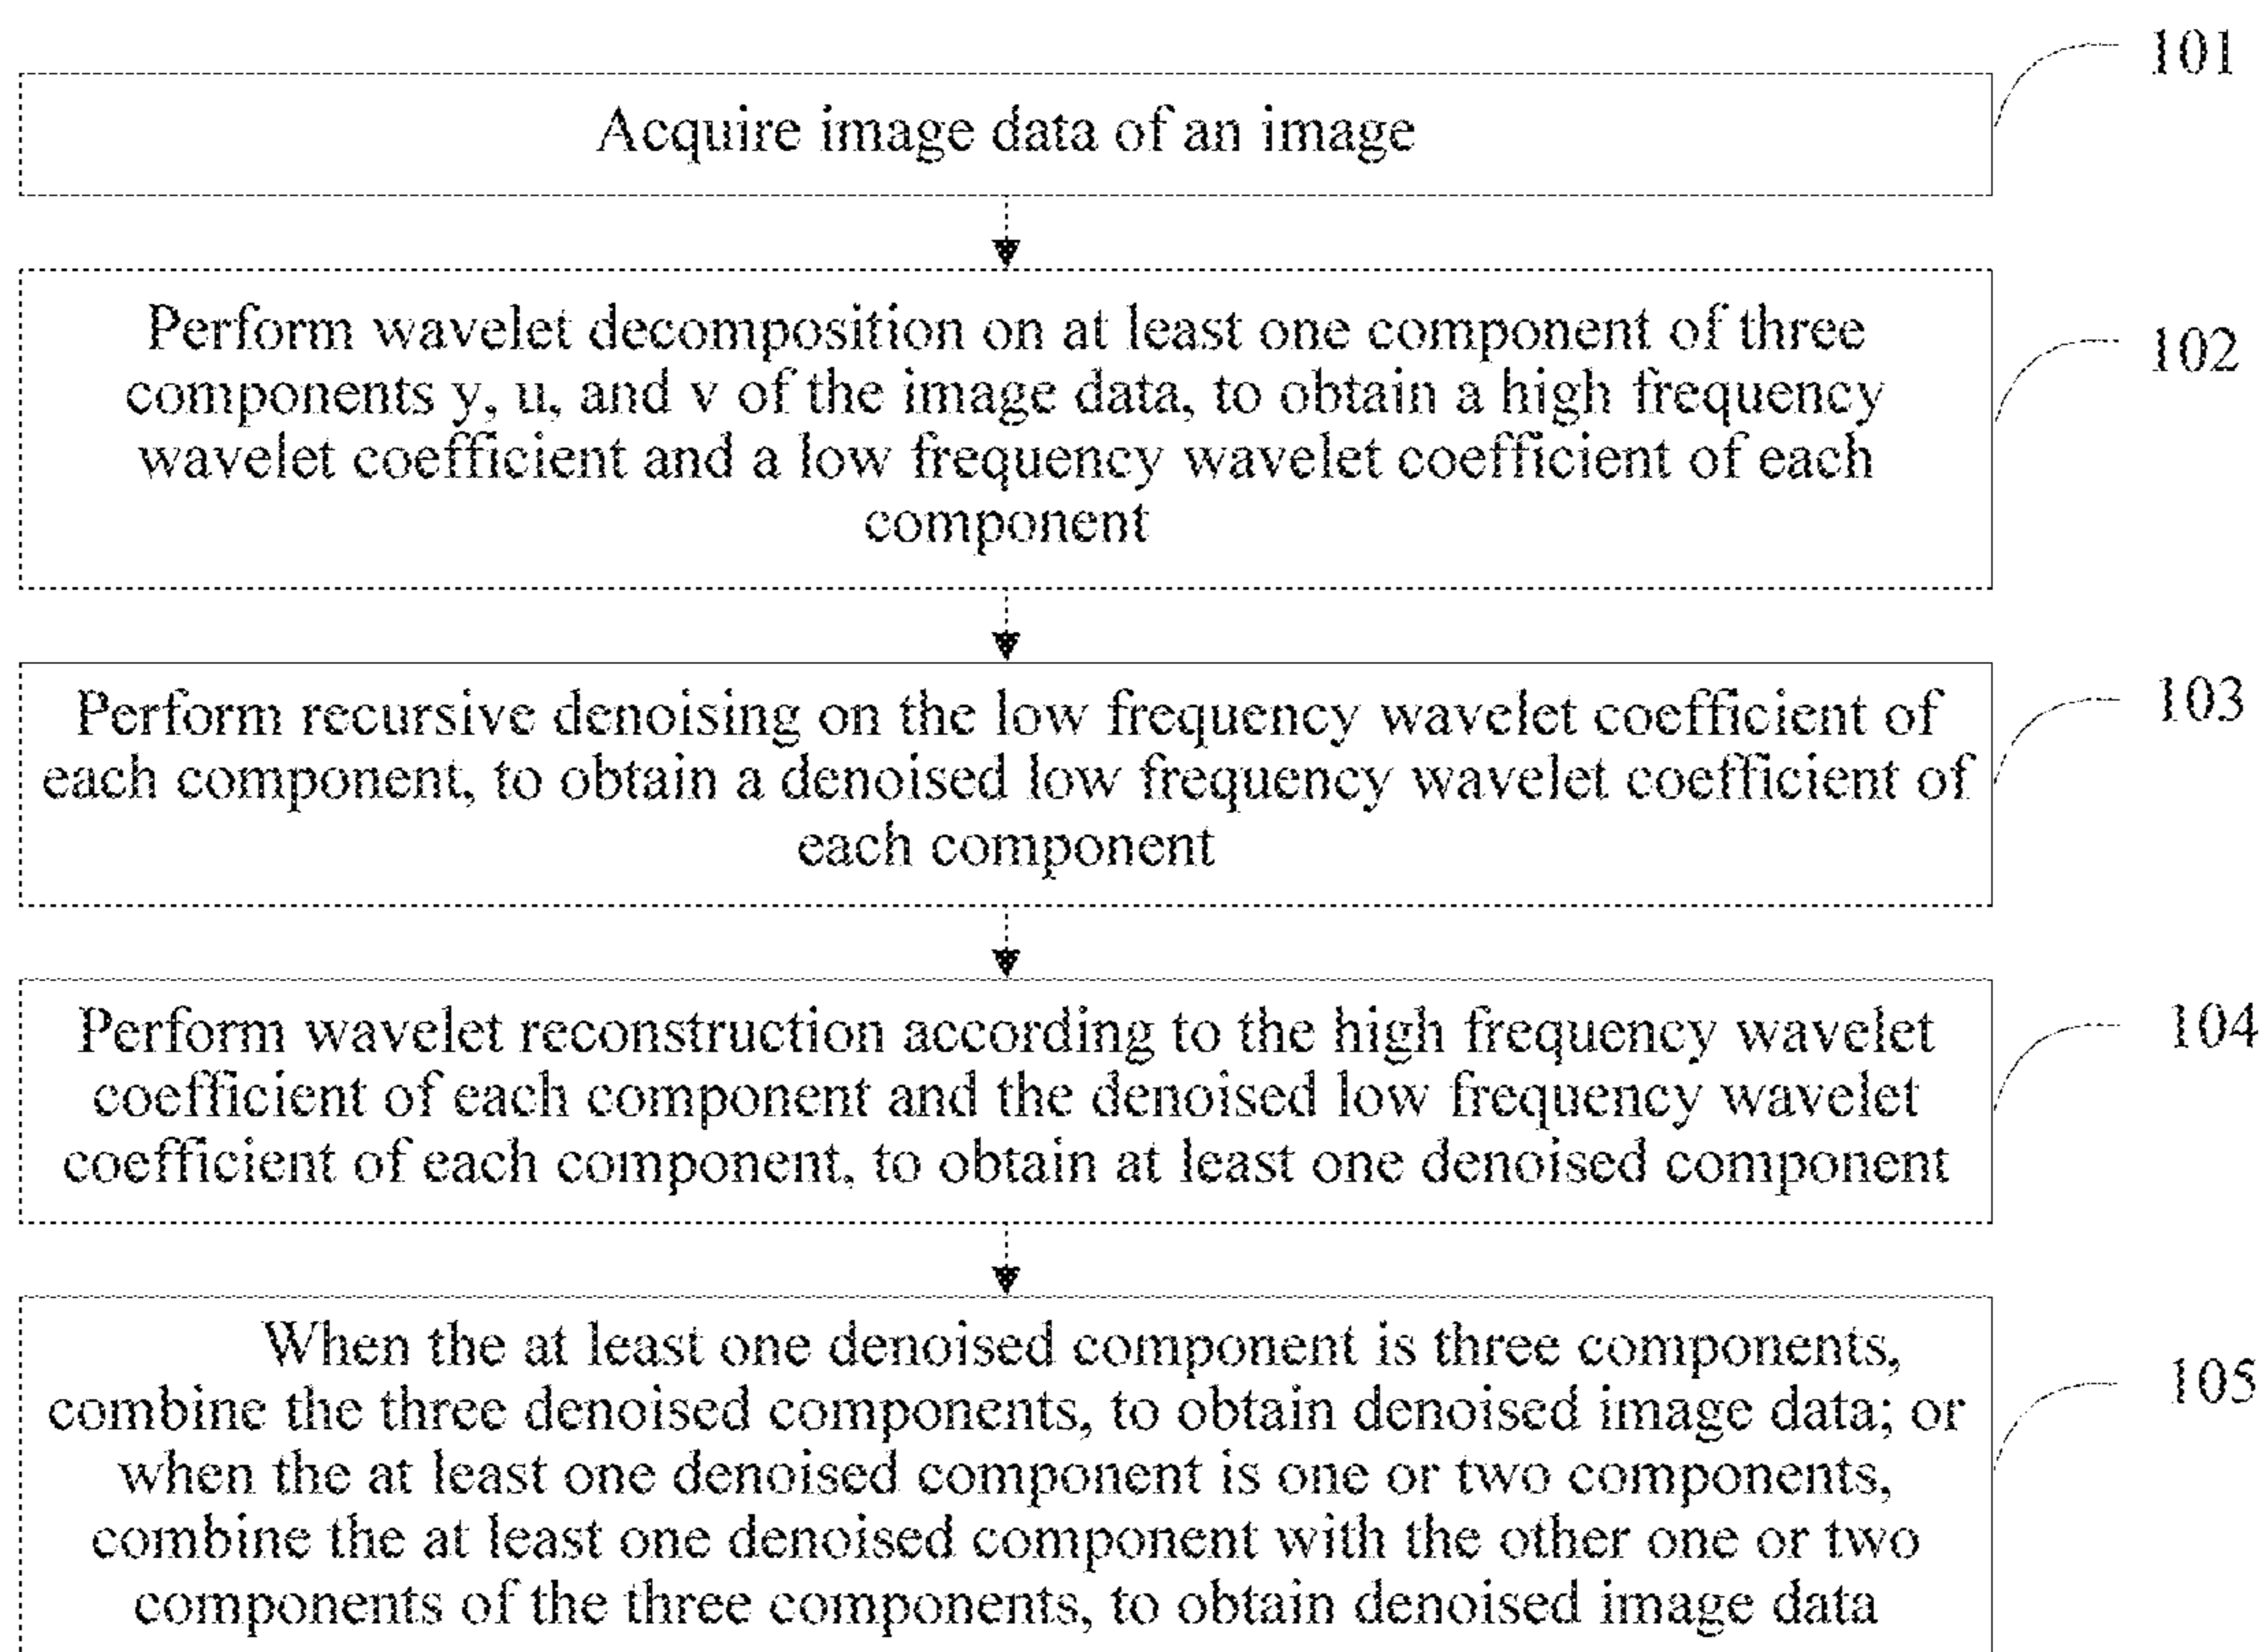 101
Acquire image data of an image
Perform wavelet decomposition on at least one component of three
components y, u, and v of the image data, to obtain a high frequency
wavelet coefficient and a low frequency wavelet coefficient of each
component
102
Perform recursive denoising on the low frequency wavelet coefficient of
each component, to obtain a denoised low frequency wavelet coefficient of
each component
103
Perform wavelet reconstruction according to the high frequency wavelet
coefficient of each component and the denoised low frequency wavelet
coefficient of each component, to obtain at least one denoised component
104
When the at least one denoised component is three components,
combine the three denoised components, to obtain denoised image data; or
when the at least one denoised component is one or two components,
combine the at least one denoised component with the other one or two
components of the three components, to obtain denoised image data
105